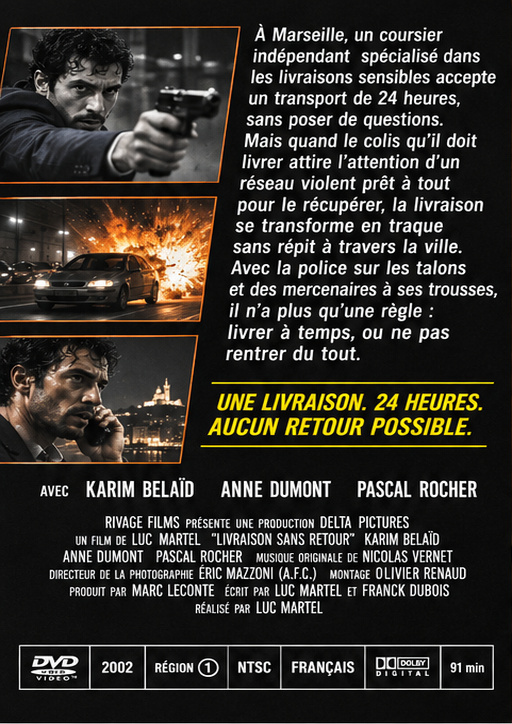 À Marseille, un coursier
indépendant spécialisé dans
les livraisons sensibles accepte
un transport de 24 heures,
sans poser de questions.
Mais quand le colis qu'il doit
livrer attire l'attention d'un
réseau violent prêt à tout
pour le récupérer, la livraison
se transforme en traque
sans répit à travers la ville.
Avec la police sur les talons
et des mercenaires à ses trousses,
il n'a plus qu'une règle :
livrer à temps, ou ne pas
rentrer du tout.
UNE LIVRAISON. 24 HEURES.
AUCUN RETOUR POSSIBLE.
AVEC KARIM BELAÏD ANNE DUMONT PASCAL ROCHER
RIVAGE FILMS PRÉSENTE UNE PRODUCTION DELTA PICTURES
UN FILM DE LUC MARTEL "LIVRAISON SANS RETOUR" KARIM BELAÏD
ANNE DUMONT PASCAL ROCHER MUSIQUE ORIGINALE DE NICOLAS VERNET
DIRECTEUR DE LA PHOTOGRAPHIE ÉRIC MAZZONI (A.F.C.) MONTAGE OLIVIER RENAUD
PRODUIT PAR MARC LECONTE ÉCRIT PAR LUC MARTEL ET FRANCK DUBOIS
RÉALISÉ PAR LUC MARTEL
DVD VIDEO™ 2002 RÉGION 1 NTSC FRANÇAIS DOLBY DIGITAL 91 min